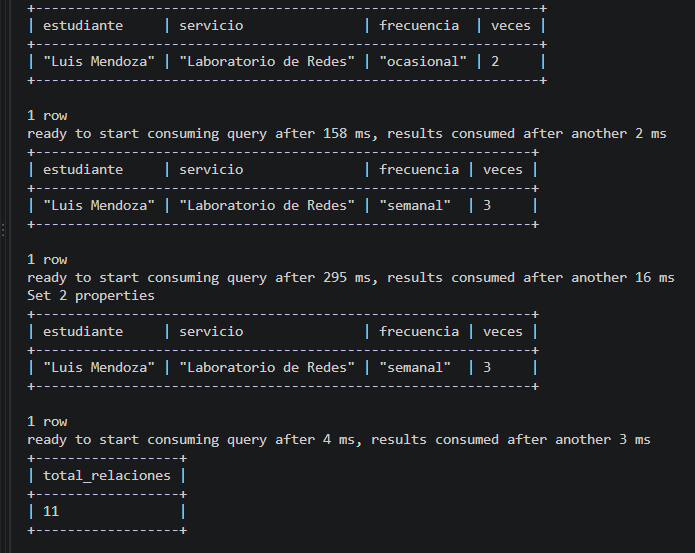 +----------------------------------------------------------------+
| estudiante     | servicio               | frecuencia  | veces |
+----------------------------------------------------------------+
| "Luis Mendoza" | "Laboratorio de Redes" | "ocasional" | 2     |
+----------------------------------------------------------------+
1 row
ready to start consuming query after 158 ms, results consumed after another 2 ms
+---------------------------------------------------------------+
| estudiante     | servicio               | frecuencia | veces |
+---------------------------------------------------------------+
| "Luis Mendoza" | "Laboratorio de Redes" | "semanal"  | 3     |
+---------------------------------------------------------------+
1 row
ready to start consuming query after 295 ms, results consumed after another 16 ms
Set 2 properties
+---------------------------------------------------------------+
| estudiante     | servicio               | frecuencia | veces |
+---------------------------------------------------------------+
| "Luis Mendoza" | "Laboratorio de Redes" | "semanal"  | 3     |
+---------------------------------------------------------------+
1 row
ready to start consuming query after 4 ms, results consumed after another 3 ms
+------------------+
| total_relaciones |
+------------------+
| 11               |
+------------------+